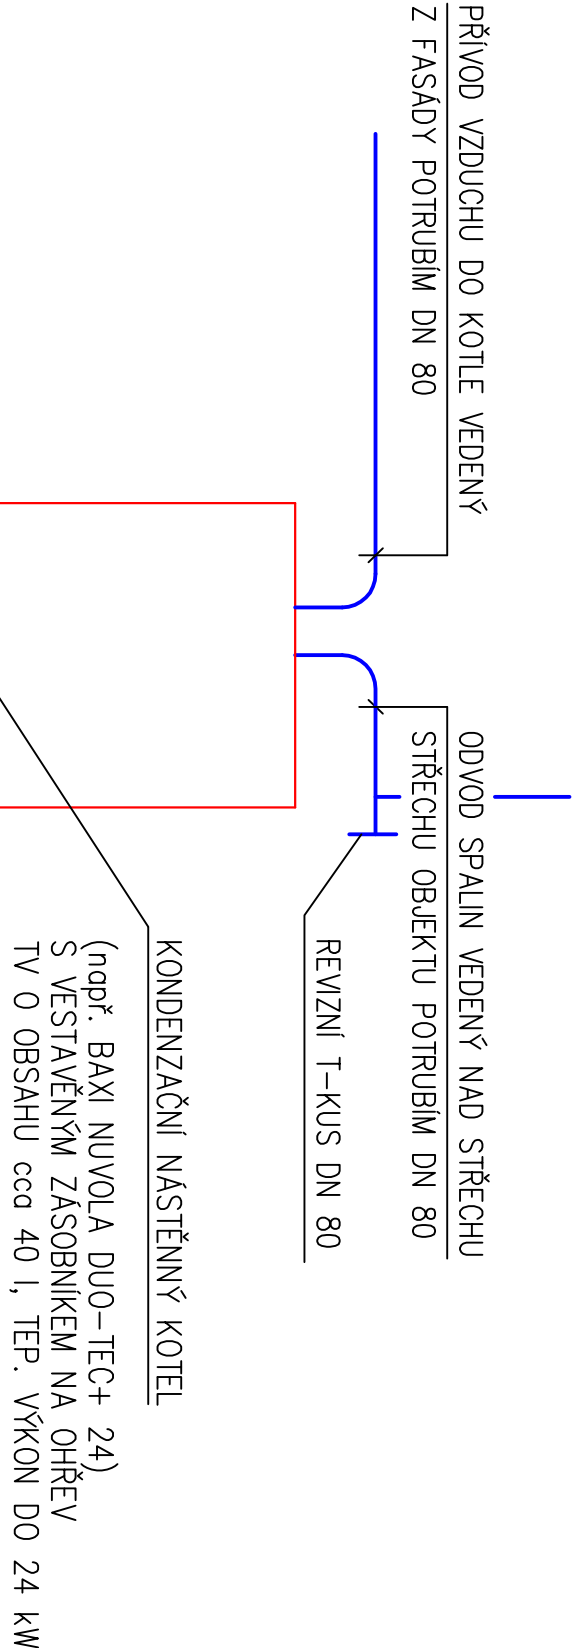 PŘÍVOD VZDUCHU DO KOTLE VEDENÝ
Z FASÁDY POTRUBÍM DN 80
ODVOD SPALIN VEDENÝ NAD STŘECHU
STŘECHU OBJEKTU POTRUBÍM DN 80
REVIZNÍ T-KUS DN 80
KONDENZAČNÍ NÁSTĚNNÝ KOTEL
(např. BAXI NUVOLA DUO-TEC+ 24)
S VESTAVĚNÝM ZÁSOBNÍKEM NA OHŘEV
TV O OBSAHU cca 40 l, TEP. VÝKON DO 24 kW